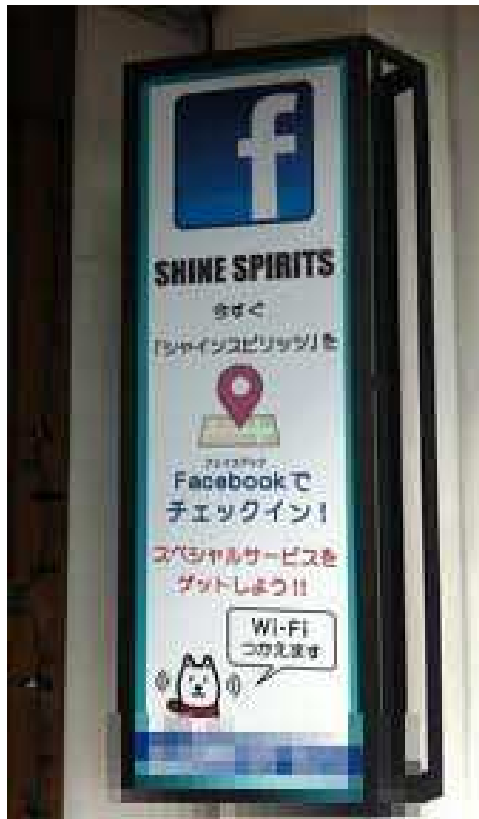 f
SHINE SPIRITS
今すぐ
「シャインスピリッツ」を
フェイスブック
Facebookで
チェックイン!
スペシャルサービスを
ゲットしよう!!
Wi-Fi
つかえます